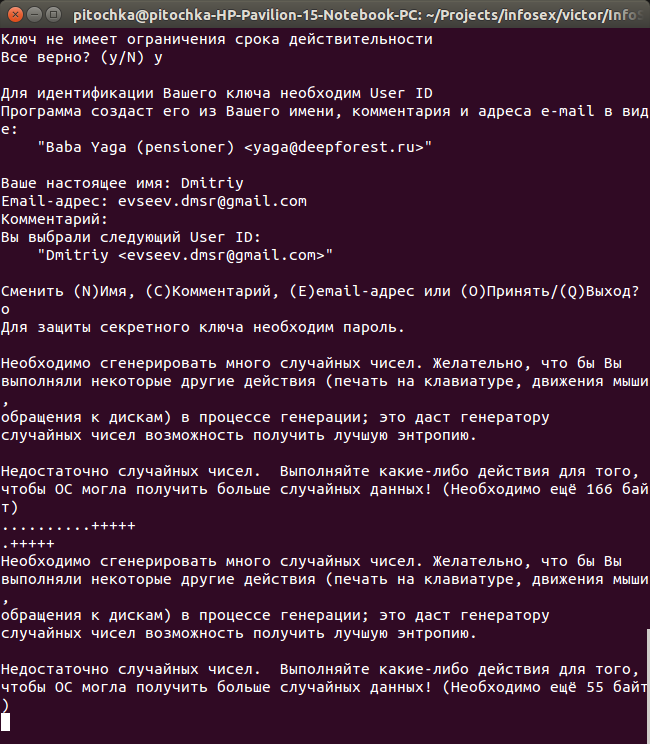 pitochka@pitochka-HP-Pavilion-15-Notebook-PC: ~/Projects/infosex/victor/InfoS
Ключ не имеет ограничения срока действительности
Все верно? (y/N) y
Для идентификации Вашего ключа необходим User ID
Программа создаст его из Вашего имени, комментария и адреса e-mail в вид
е:
"Baba Yaga (pensioner) <yaga@deepforest.ru>"
Ваше настоящее имя: Dmitriy
Email-адрес: evseev.dmsr@gmail.com
Комментарий:
Вы выбрали следующий User ID:
"Dmitriy <evseev.dmsr@gmail.com>"
Сменить (N)Имя, (C)Комментарий, (E)email-адрес или (O)Принять/(Q)Выход?
o
Для защиты секретного ключа необходим пароль.
Необходимо сгенерировать много случайных чисел. Желательно, что бы Вы
выполняли некоторые другие действия (печать на клавиатуре, движения мыши
,
обращения к дискам) в процессе генерации; это даст генератору
случайных чисел возможность получить лучшую энтропию.
Недостаточно случайных чисел.  Выполняйте какие-либо действия для того,
чтобы ОС могла получить больше случайных данных! (Необходимо ещё 166 бай
т)
..........+++++
.+++++
Необходимо сгенерировать много случайных чисел. Желательно, что бы Вы
выполняли некоторые другие действия (печать на клавиатуре, движения мыши
,
обращения к дискам) в процессе генерации; это даст генератору
случайных чисел возможность получить лучшую энтропию.
Недостаточно случайных чисел.  Выполняйте какие-либо действия для того,
чтобы ОС могла получить больше случайных данных! (Необходимо ещё 55 байт
)